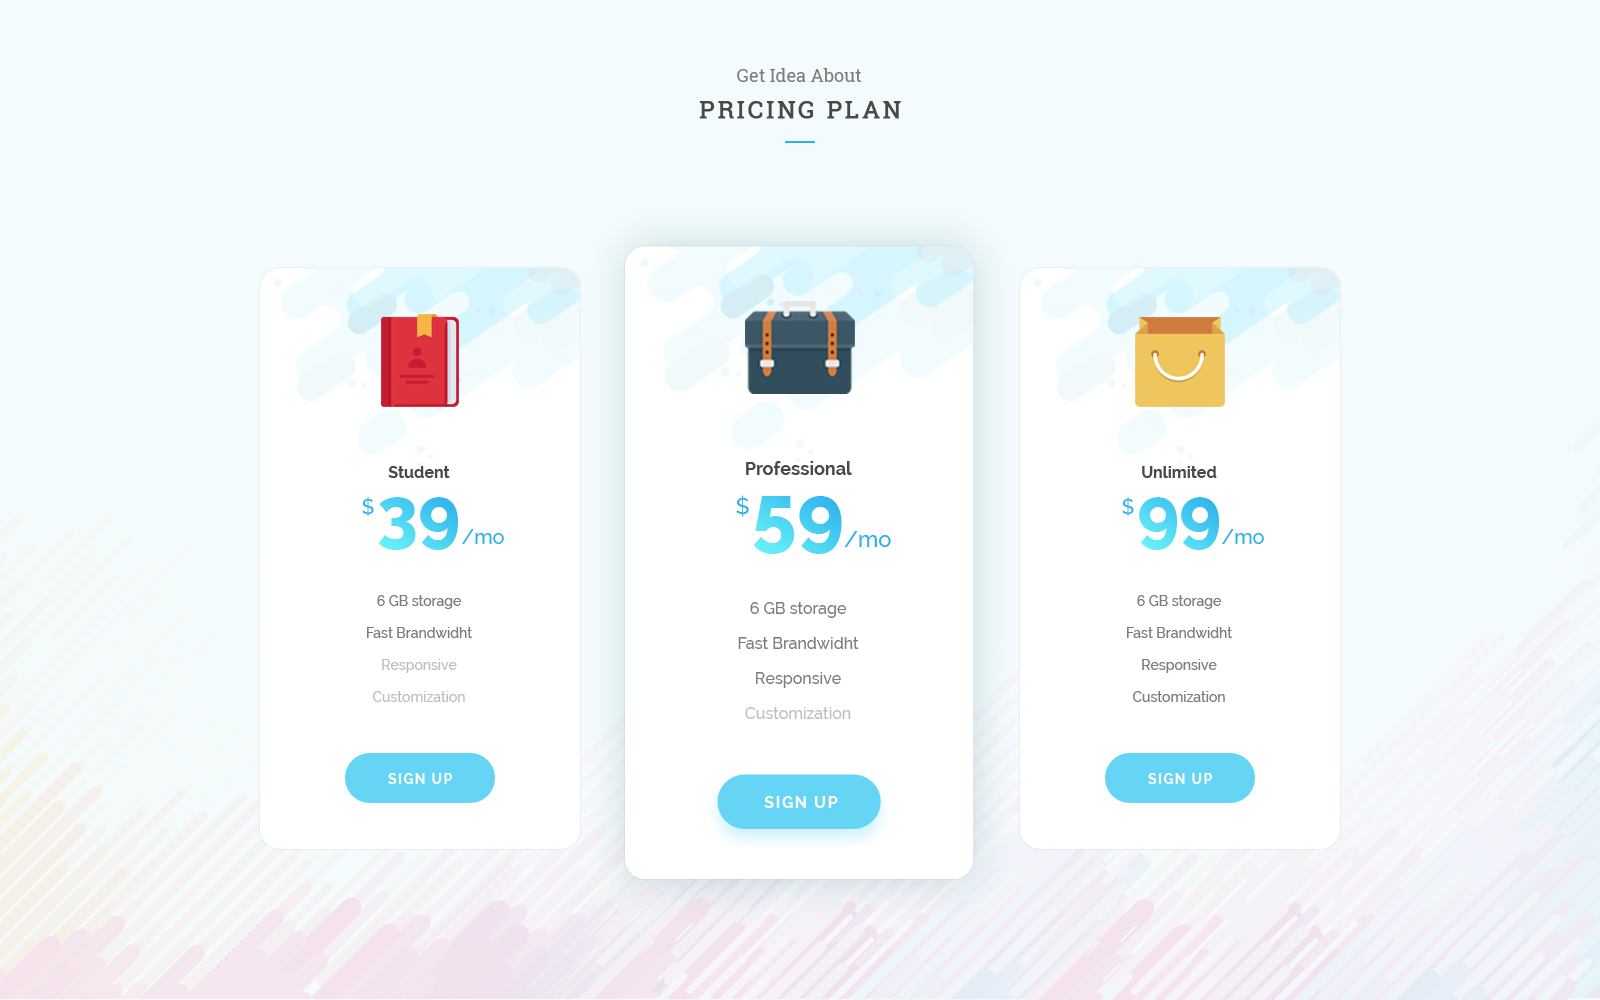 Get Idea About
PRICING PLAN
Student
$39/mo
6 GB storage
Fast Brandwidht
Responsive
Customization
SIGN UP
Professional
$59/mo
6 GB storage
Fast Brandwidht
Responsive
Customization
SIGN UP
Unlimited
$99/mo
6 GB storage
Fast Brandwidht
Responsive
Customization
SIGN UP